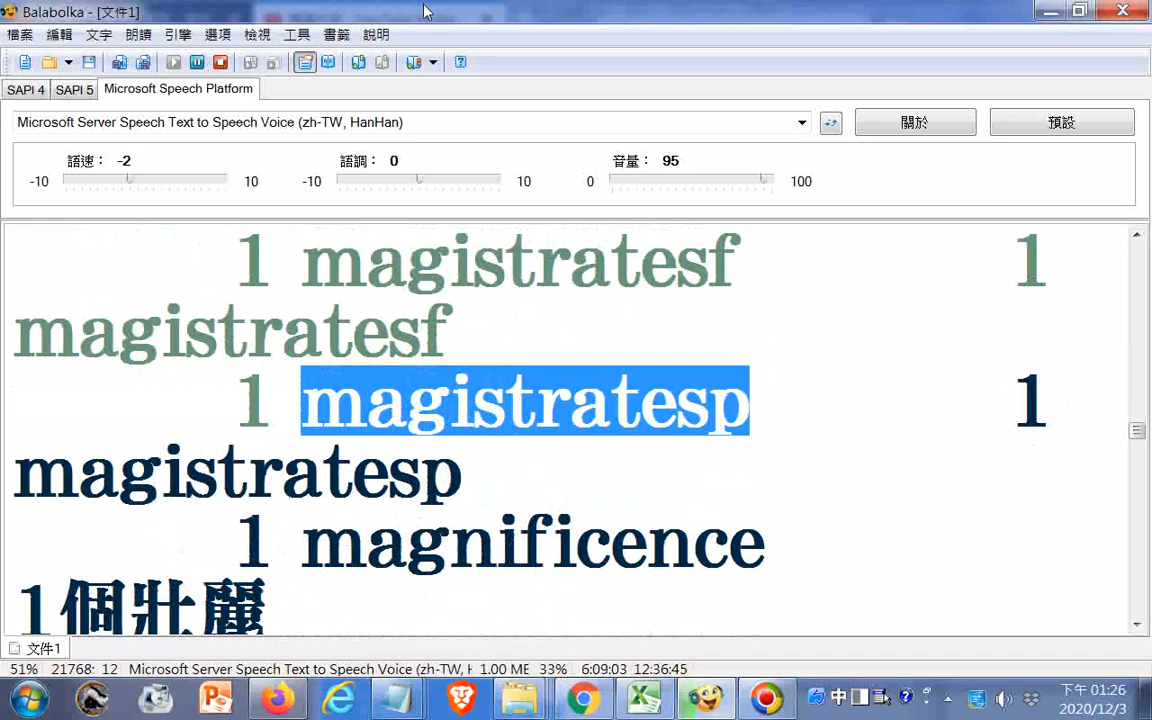 Balabolka - [文件1]
檔案 編輯 文字 朗讀 引擎 選項 檢視 工具 書籤 說明
SAPI 4 SAPI 5 Microsoft Speech Platform
Microsoft Server Speech Text to Speech Voice (zh-TW, HanHan) 關於 預設
語速： -2 語調： 0 音量： 95
-10 10 -10 10 0 100
1 magistratesf 1
magistratesf
1 magistratesp 1
magistratesp
1 magnificence
1個壯麗
文件1
51% 21768: 12 Microsoft Server Speech Text to Speech Voice (zh-TW, H 1.00 ME 33% 6:09:03 12:36:45
中 下午 01:26
2020/12/3